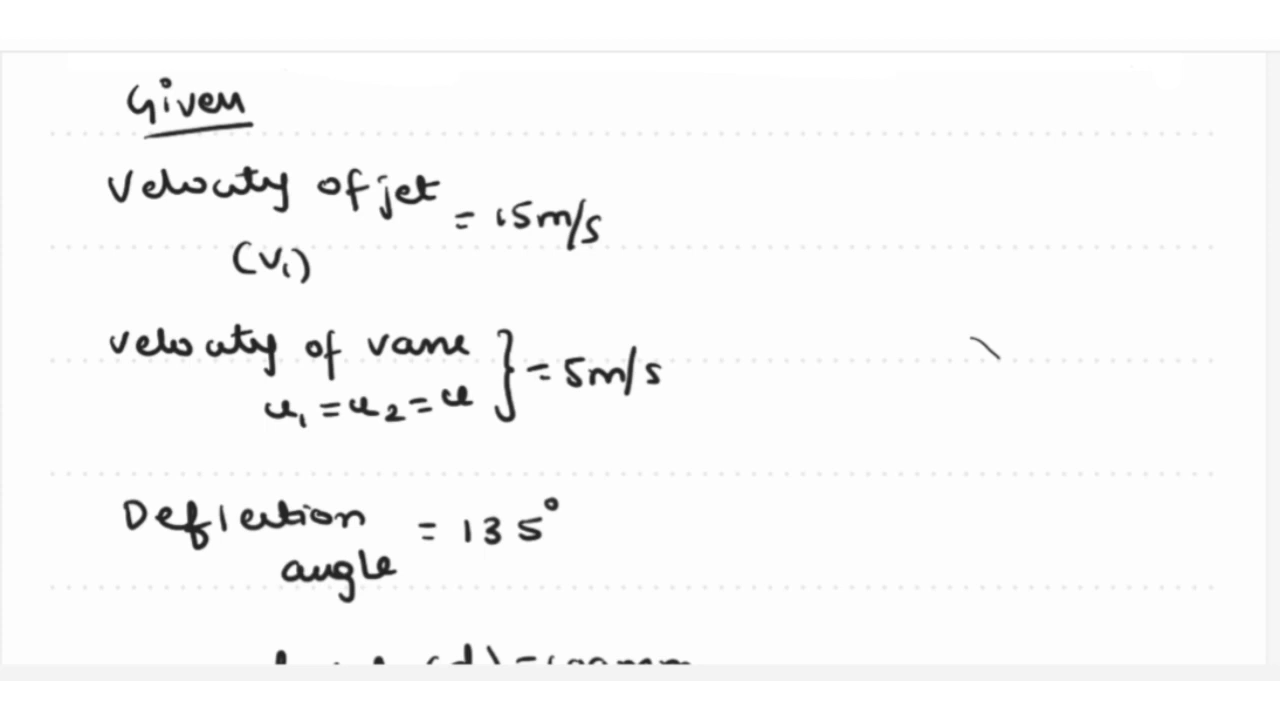 Given
Velocity of jet = 15m/s
(V₁)
velocity of vane } = 5m/s
u₁ = u₂ = u
Deflection = 135°
angle